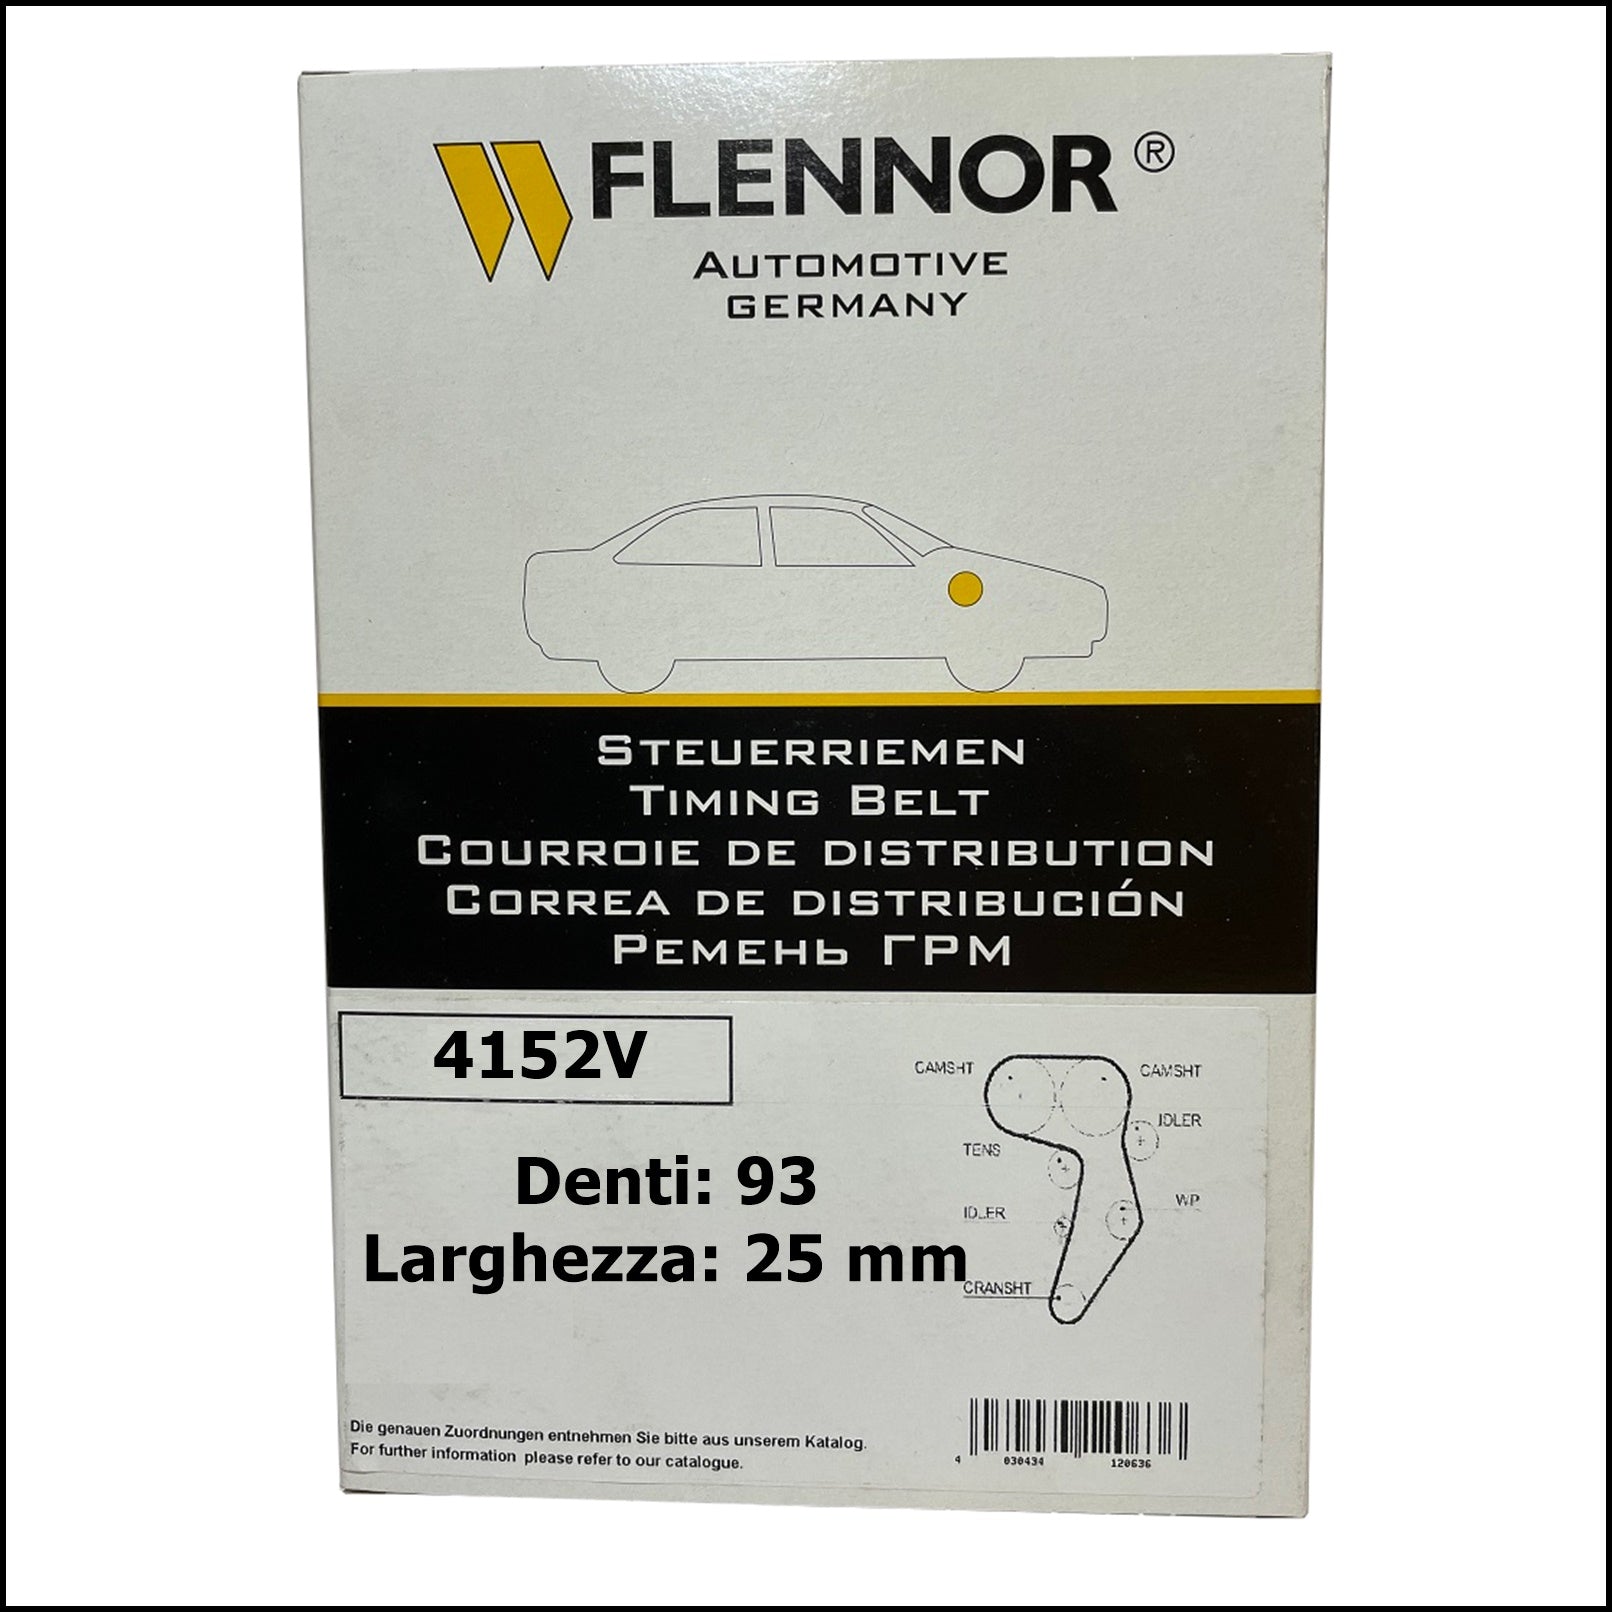 FLENNOR®
AUTOMOTIVE
GERMANY
STEUERRIEMEN
TIMING BELT
COURROIE DE DISTRIBUTION
CORREA DE DISTRIBUCIÓN
РЕМЕНЬ ГРМ
4152V
CAMSHT
CAMSHT
IDLER
TENS
WP
IDLER
CRANSHT
Denti: 93
Larghezza: 25 mm
Die genauen Zuordnungen entnehmen Sie bitte aus unserem Katalog.
For further information please refer to our catalogue.
4 030434 120636